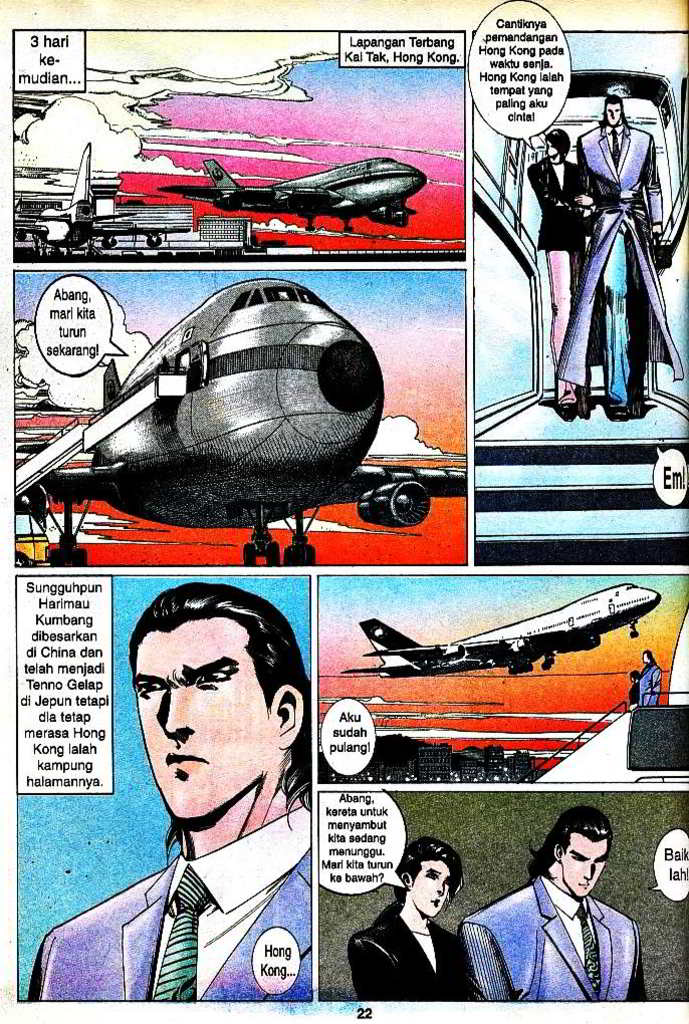 3 hari
ke-
mudian...
Lapangan Terbang
Kai Tak, Hong Kong.
Cantiknya
pemandangan
Hong Kong pada
waktu senja.
Hong Kong ialah
tempat yang
paling aku
cintai
Abang,
mari kita
turun
sekarang!
Em!
Sungguhpun
Harimau
Kumbang
dibesarkan
di China dan
telah menjadi
Tenno Gelap
di Jepun tetapi
dia tetap
merasa Hong
Kong ialah
kampung
halamannya.
Hong
Kong...
Aku
sudah
pulang!
Abang,
kereta untuk
menyambut
kita sedang
menunggu.
Mari kita turun
ke bawah?
Baik
lah!
22